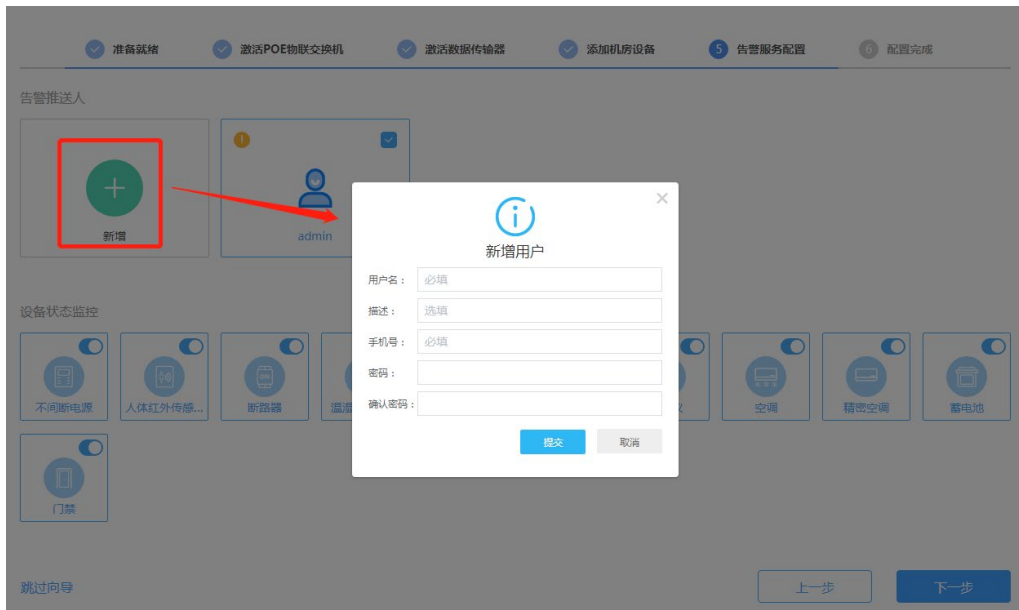 准备就绪
激活POE物联交换机
激活数据传输器
添加机房设备
5 告警服务配置
6 配置完成
告警推送人
新增
admin
新增用户
用户名：
必填
描述：
选填
手机号：
必填
密码：
确认密码：
提交
取消
设备状态监控
不间断电源
人体红外传感...
断路器
空调
精密空调
蓄电池
门禁
跳过向导
上一步
下一步